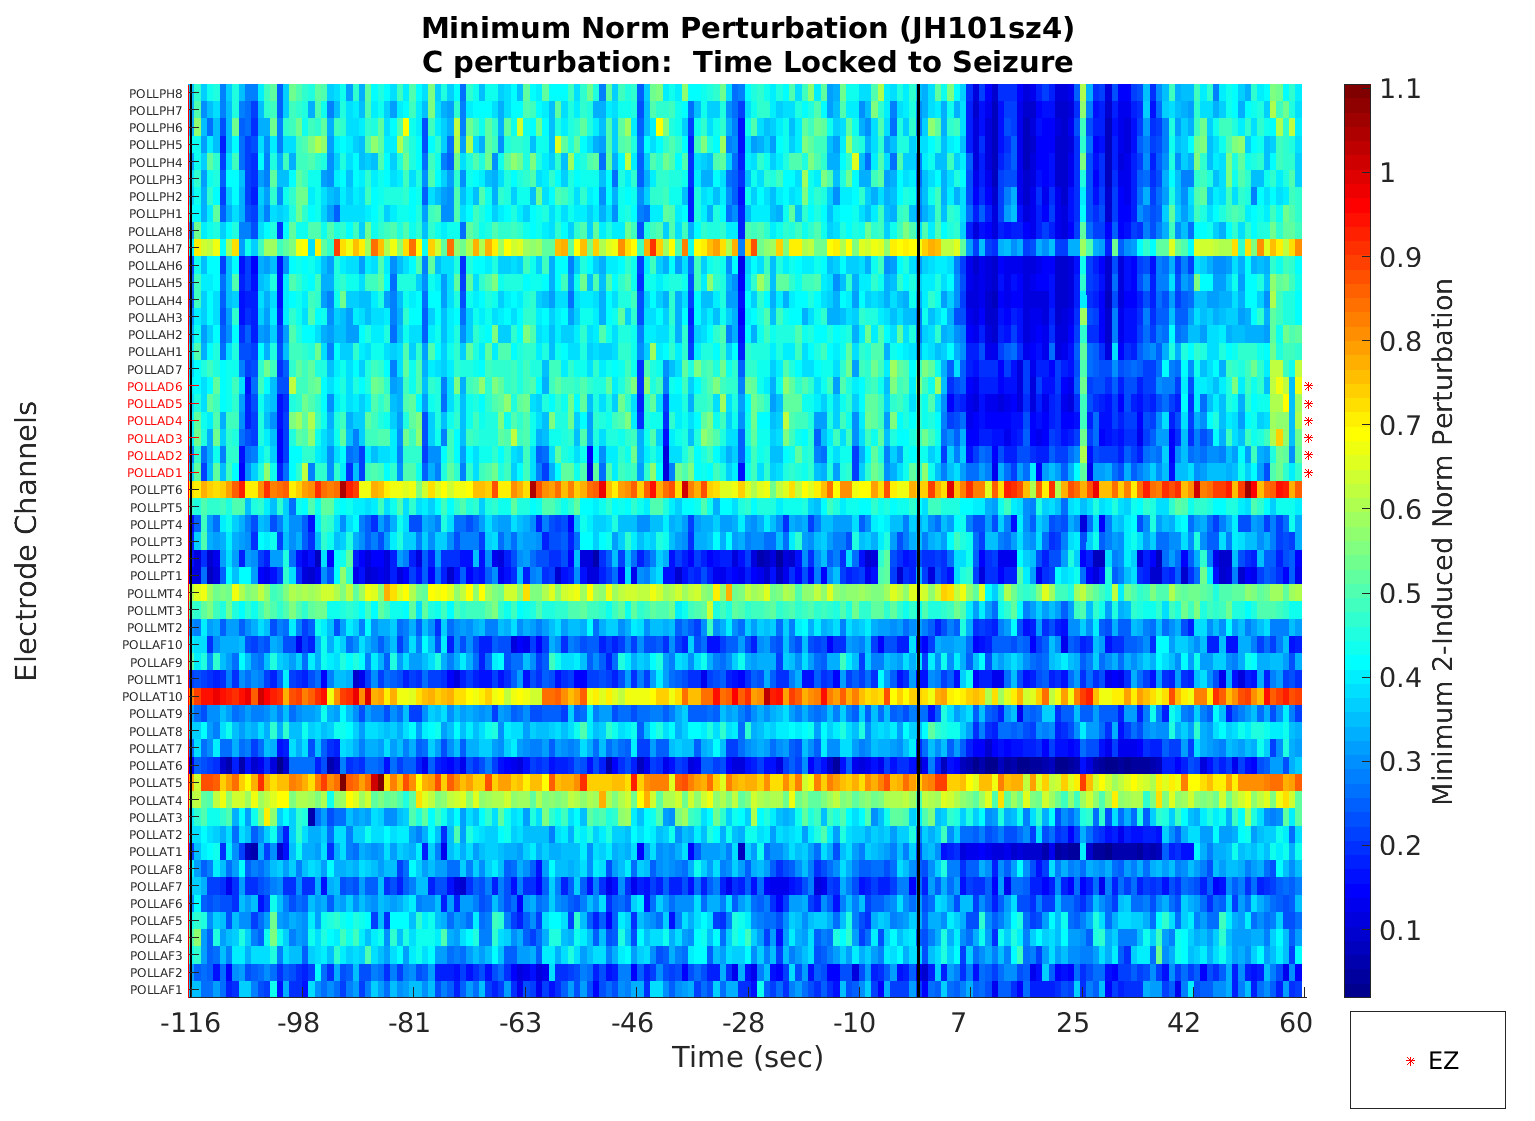 Minimum Norm Perturbation (JH101sz4)
C perturbation:  Time Locked to Seizure
Electrode Channels
POLLPH8
POLLPH7
POLLPH6
POLLPH5
POLLPH4
POLLPH3
POLLPH2
POLLPH1
POLLAH8
POLLAH7
POLLAH6
POLLAH5
POLLAH4
POLLAH3
POLLAH2
POLLAH1
POLLAD7
POLLAD6
POLLAD5
POLLAD4
POLLAD3
POLLAD2
POLLAD1
POLLPT6
POLLPT5
POLLPT4
POLLPT3
POLLPT2
POLLPT1
POLLMT4
POLLMT3
POLLMT2
POLLAF10
POLLAF9
POLLMT1
POLLAT10
POLLAT9
POLLAT8
POLLAT7
POLLAT6
POLLAT5
POLLAT4
POLLAT3
POLLAT2
POLLAT1
POLLAF8
POLLAF7
POLLAF6
POLLAF5
POLLAF4
POLLAF3
POLLAF2
POLLAF1
-116 -98 -81 -63 -46 -28 -10 7 25 42 60
Time (sec)
1.1
1
0.9
0.8
0.7
0.6
0.5
0.4
0.3
0.2
0.1
Minimum 2-Induced Norm Perturbation
EZ